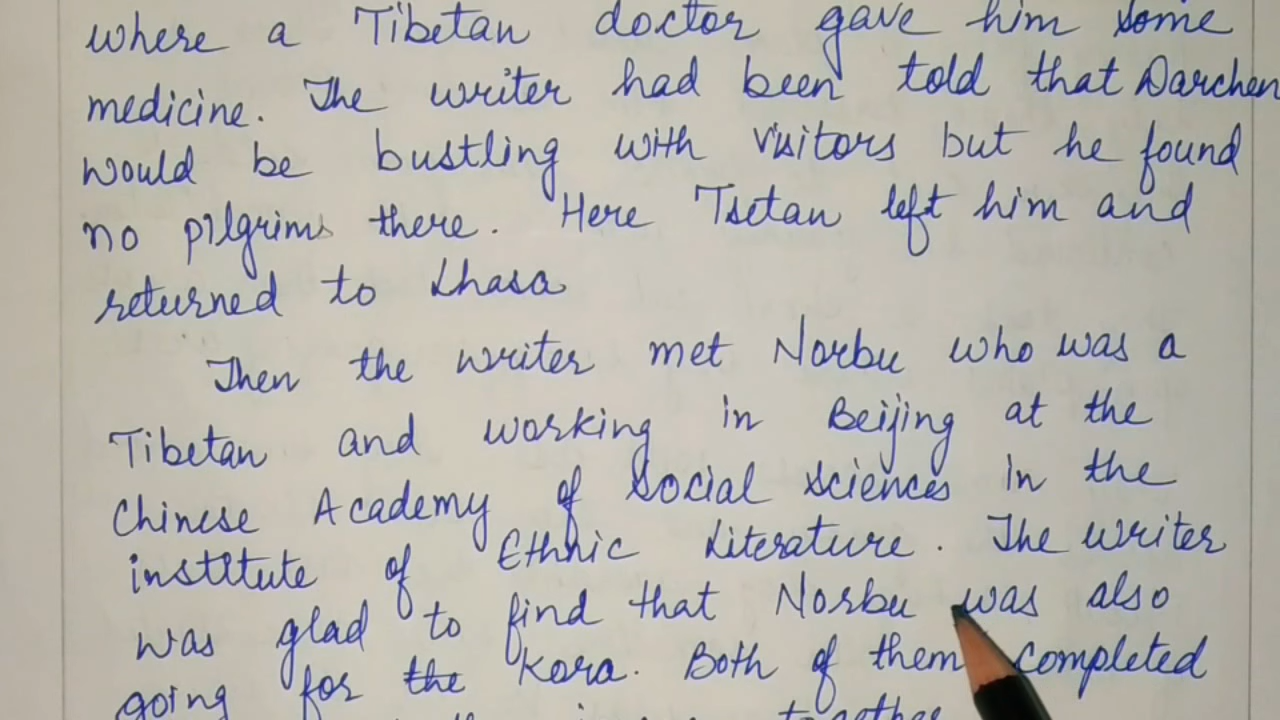 where a Tibetan doctor gave him some
medicine. The writer had been told that Darchen
would be bustling with visitors but he found
no pilgrims there. Here Tsetan left him and
returned to Lhasa
Then the writer met Norbu who was a
Tibetan and working in Beijing at the
Chinese Academy of Social sciences in the
institute of Ethnic Literature. The writer
was glad to find that Norbu was also
going for the Kora. Both of them completed
together